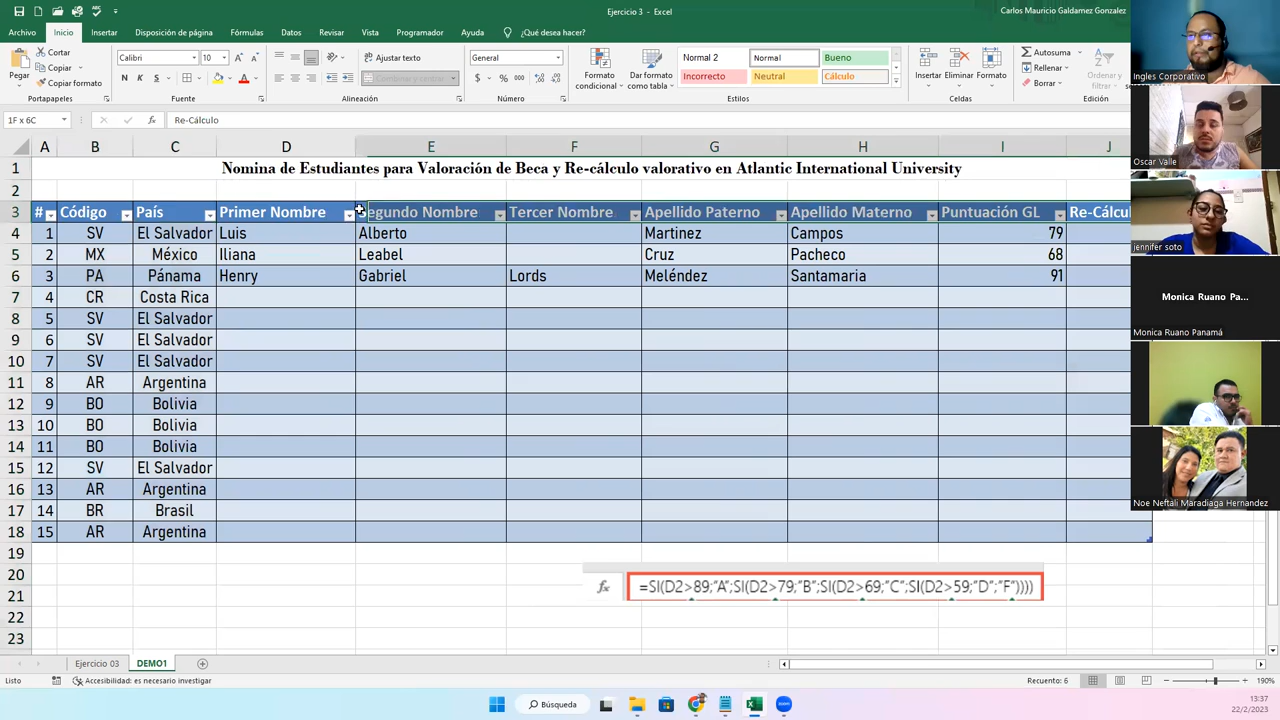 Ejercicio 3 - Excel
Carlos Mauricio Galdamez Gonzalez
Archivo Inicio Insertar Disposición de página Fórmulas Datos Revisar Vista Programador Ayuda ¿Qué desea hacer?
Pegar
Cortar
Copiar
Copiar formato
Portapapeles
Calibri 10
N K S
Fuente
Ajustar texto
Combinar y centrar
Alineación
General
Número
Formato condicional
Dar formato como tabla
Normal 2 Normal Bueno
Incorrecto Neutral Cálculo
Estilos
Insertar Eliminar Formato
Celdas
Autosuma
Rellenar
Borrar
Ordenar y filtrar
Edición
1F x 6C
fx
Re-Cálculo
A B C D E F G H I J
1 Nomina de Estudiantes para Valoración de Beca y Re-cálculo valorativo en Atlantic International University
2
3 # Código País Primer Nombre Segundo Nombre Tercer Nombre Apellido Paterno Apellido Materno Puntuación GL Re-Cálcul
4 1 SV El Salvador Luis Alberto Martinez Campos 79
5 2 MX México Iliana Leabel Cruz Pacheco 68
6 3 PA Pánama Henry Gabriel Lords Meléndez Santamaria 91
7 4 CR Costa Rica
8 5 SV El Salvador
9 6 SV El Salvador
10 7 SV El Salvador
11 8 AR Argentina
12 9 BO Bolivia
13 10 BO Bolivia
14 11 BO Bolivia
15 12 SV El Salvador
16 13 AR Argentina
17 14 BR Brasil
18 15 AR Argentina
19
20 fx =SI(D2>89;"A";SI(D2>79;"B";SI(D2>69;"C";SI(D2>59;"D";"F"))))
21
22
23
Ejercicio 03 DEMO1
Listo Accesibilidad: es necesario investigar Recuento: 6 190%
Búsqueda
13:37
22/2/2023
Ingles Corporativo
Oscar Valle
jennifer soto
Monica Ruano Pa...
Monica Ruano Panamá
Noe Neftali Maradiaga Hernandez